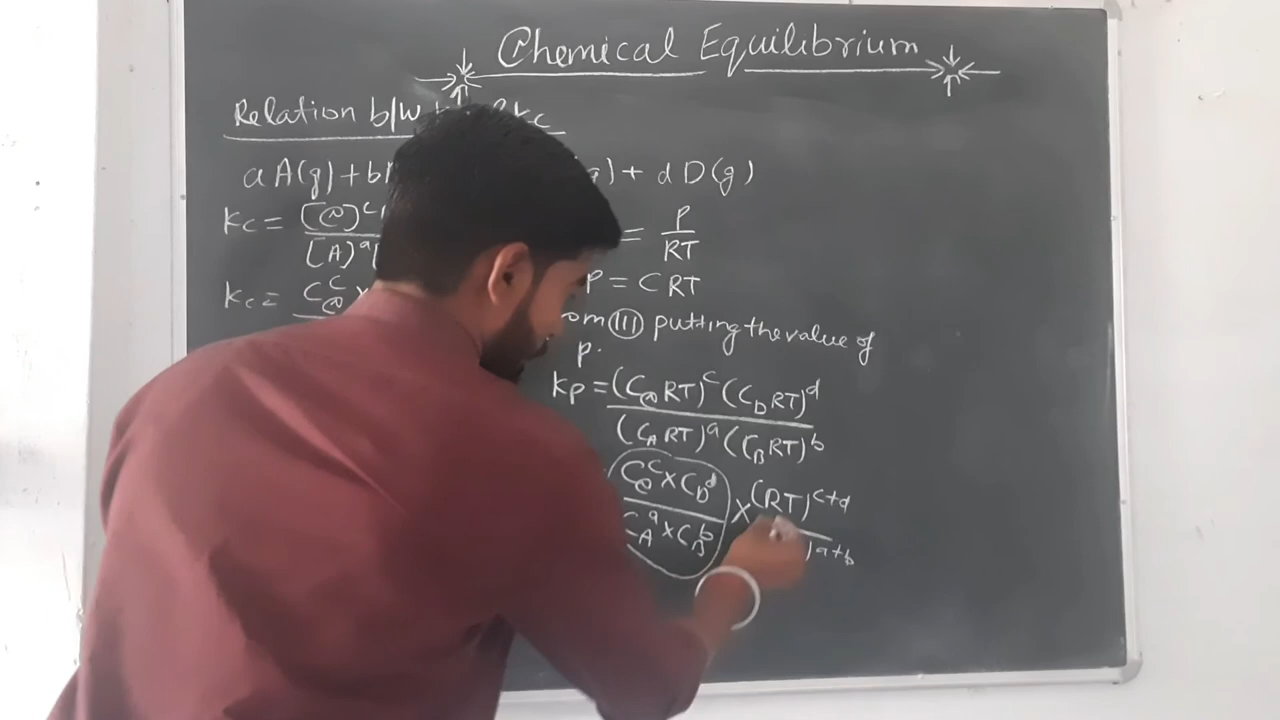 Chemical Equilibrium
Relation b/w & Kc
a A(g) + b (g) + d D(g)
Kc = [C]^c / [A]^a = P / RT
Kc = C_C^c × P = CRT
om (III) putting the value of
P.
Kp = (C_C RT)^c (C_D RT)^d / (C_A RT)^a (C_B RT)^b
C_C^c × C_D^d / C_A^a × C_B^b × (RT)^c+d / )^a+b